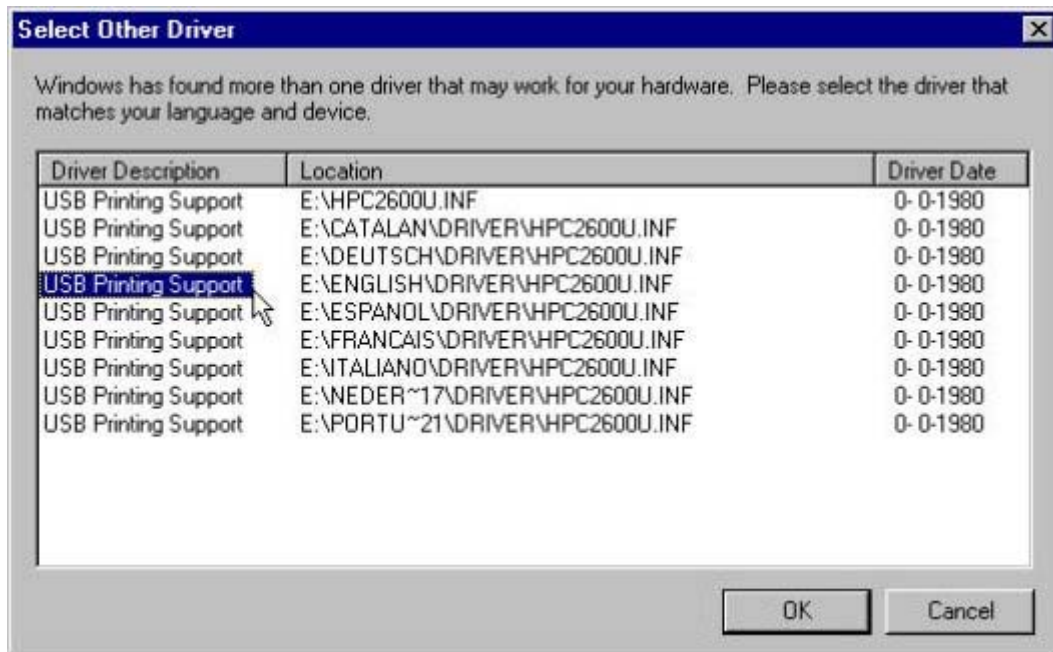 Select Other Driver
Windows has found more than one driver that may work for your hardware. Please select the driver that
matches your language and device.
Driver Description Location Driver Date
USB Printing Support E:\HPC2600U.INF 0- 0-1980
USB Printing Support E:\CATALAN\DRIVER\HPC2600U.INF 0- 0-1980
USB Printing Support E:\DEUTSCH\DRIVER\HPC2600U.INF 0- 0-1980
USB Printing Support E:\ENGLISH\DRIVER\HPC2600U.INF 0- 0-1980
USB Printing Support E:\ESPANOL\DRIVER\HPC2600U.INF 0- 0-1980
USB Printing Support E:\FRANCAIS\DRIVER\HPC2600U.INF 0- 0-1980
USB Printing Support E:\ITALIANO\DRIVER\HPC2600U.INF 0- 0-1980
USB Printing Support E:\NEDER~17\DRIVER\HPC2600U.INF 0- 0-1980
USB Printing Support E:\PORTU~21\DRIVER\HPC2600U.INF 0- 0-1980
OK Cancel